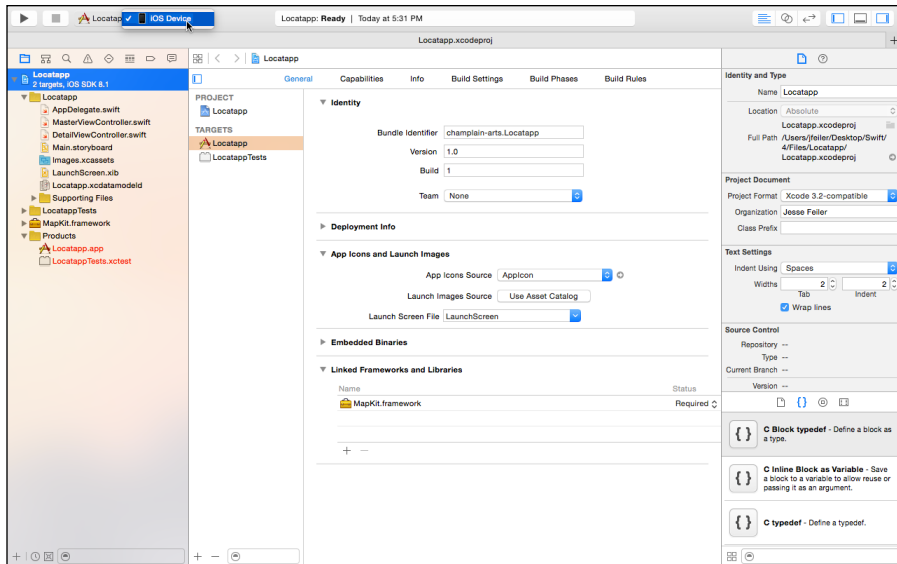 Locatapp
iOS Device
Locatapp: Ready | Today at 5:31 PM
Locatapp.xcodeproj
+
Locatapp
2 targets, iOS SDK 8.1
Locatapp
AppDelegate.swift
MasterViewController.swift
DetailViewController.swift
Main.storyboard
Images.xcassets
LaunchScreen.xib
Locatapp.xcdatamodeld
Supporting Files
LocatappTests
MapKit.framework
Products
Locatapp.app
LocatappTests.xctest
Locatapp
General Capabilities Info Build Settings Build Phases Build Rules
PROJECT
Locatapp
TARGETS
Locatapp
LocatappTests
Identity
Bundle Identifier champlain-arts.Locatapp
Version 1.0
Build 1
Team None
Deployment Info
App Icons and Launch Images
App Icons Source AppIcon
Launch Images Source Use Asset Catalog
Launch Screen File LaunchScreen
Embedded Binaries
Linked Frameworks and Libraries
Name Status
MapKit.framework Required
+ −
Identity and Type
Name Locatapp
Location Absolute
Locatapp.xcodeproj
Full Path /Users/jfeiler/Desktop/Swift/
4/Files/Locatapp/
Locatapp.xcodeproj
Project Document
Project Format Xcode 3.2-compatible
Organization Jesse Feiler
Class Prefix
Text Settings
Indent Using Spaces
Widths 2 2
Tab Indent
Wrap lines
Source Control
Repository --
Type --
Current Branch --
Version --
{ }
{ } C Block typedef - Define a block as
a type.
{ } C Inline Block as Variable - Save
a block to a variable to allow reuse or
passing it as an argument.
{ } C typedef - Define a typedef.
+
+ −